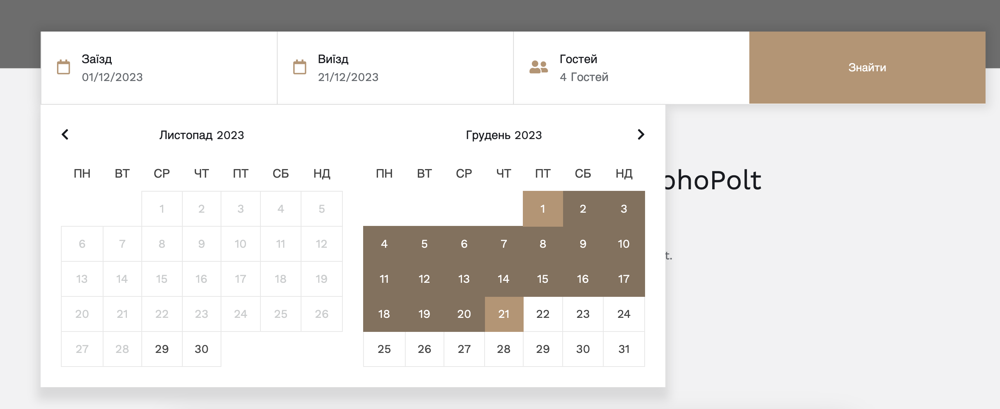 Заїзд
01/12/2023
Виїзд
21/12/2023
Гостей
4 Гостей
Знайти
Листопад 2023
ПН ВТ СР ЧТ ПТ СБ НД
1 2 3 4 5
6 7 8 9 10 11 12
13 14 15 16 17 18 19
20 21 22 23 24 25 26
27 28 29 30
Грудень 2023
ПН ВТ СР ЧТ ПТ СБ НД
1 2 3
4 5 6 7 8 9 10
11 12 13 14 15 16 17
18 19 20 21 22 23 24
25 26 27 28 29 30 31
hoPolt
t.